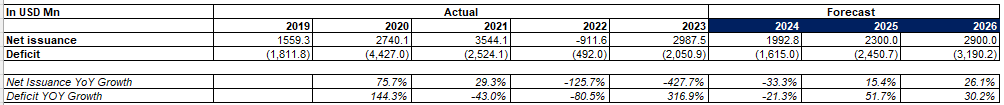 In USD Mn Actual Forecast
2019 2020 2021 2022 2023 2024 2025 2026
Net issuance 1559.3 2740.1 3544.1 -911.6 2987.5 1992.8 2300.0 2900.0
Deficit (1,811.8) (4,427.0) (2,524.1) (492.0) (2,050.9) (1,615.0) (2,450.7) (3,190.2)
Net Issuance YoY Growth 75.7% 29.3% -125.7% -427.7% -33.3% 15.4% 26.1%
Deficit YOY Growth 144.3% -43.0% -80.5% 316.9% -21.3% 51.7% 30.2%